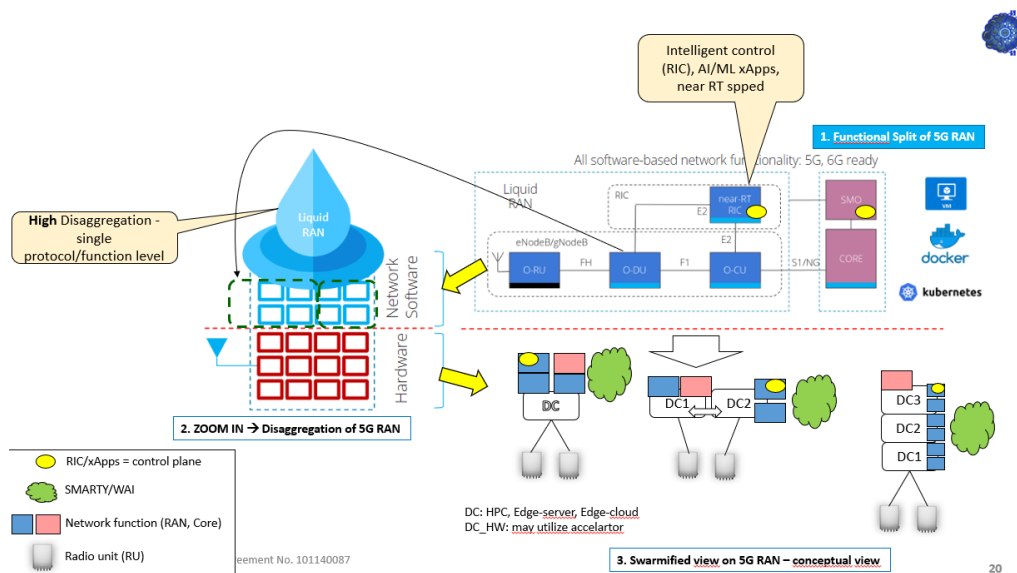 Intelligent control
(RIC), AI/ML xApps,
near RT spped
1. Functional Split of 5G RAN
All software-based network functionality: 5G, 6G ready
Liquid
RAN
RIC
near-RT
RIC
SMO
VM
E2
High Disaggregation -
single
protocol/function level
Liquid
RAN
eNodeB/gNodeB
E2
O-RU
FH
O-DU
F1
O-CU
S1/NG
CORE
docker
kubernetes
Network
Software
Hardware
DC
DC1
DC2
DC3
DC2
DC1
2. ZOOM IN → Disaggregation of 5G RAN
RIC/xApps = control plane
SMARTY/WAI
Network function (RAN, Core)
Radio unit (RU)
DC: HPC, Edge-server, Edge-cloud
DC_HW: may utilize accelartor
reement No. 101140087
3. Swarmified view on 5G RAN – conceptual view
20